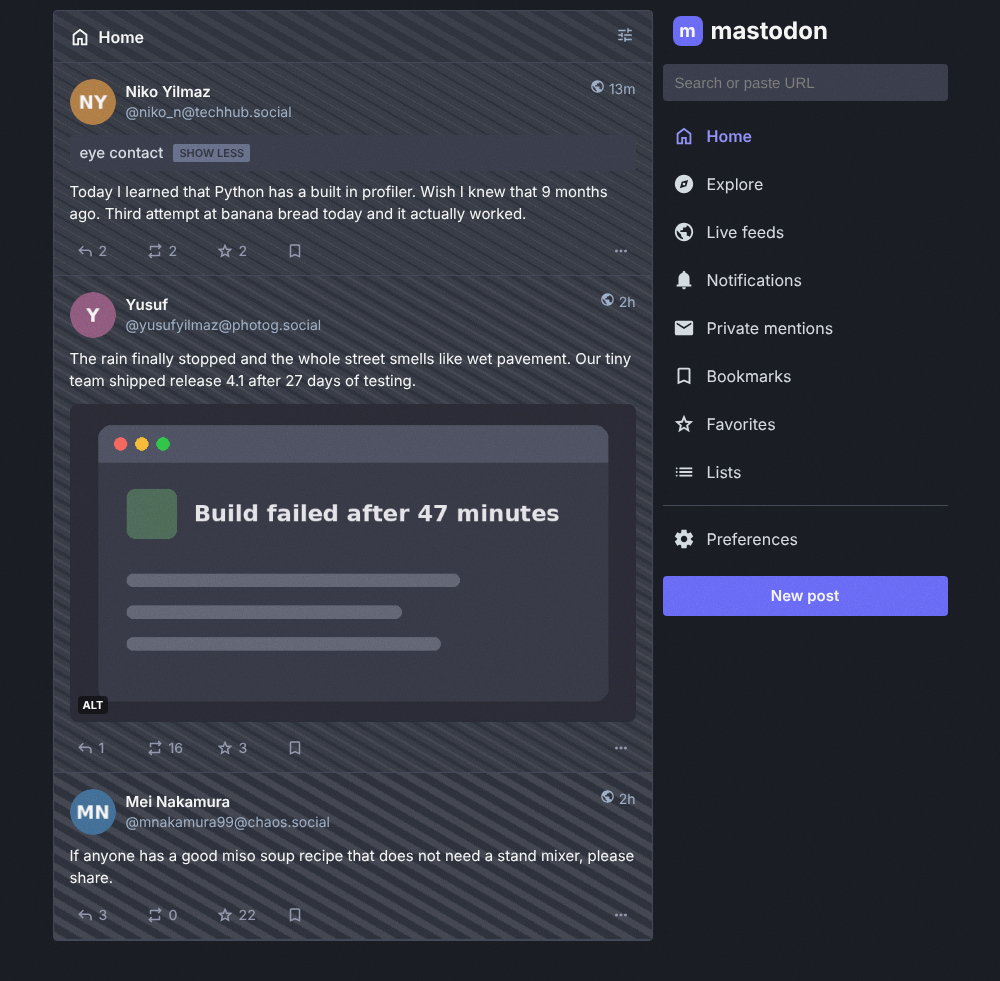 Home
NY
Niko Yilmaz
13m
@niko_n@techhub.social
eye contact SHOW LESS
Today I learned that Python has a built in profiler. Wish I knew that 9 months
ago. Third attempt at banana bread today and it actually worked.
2 2 2
Y
Yusuf
2h
@yusufyilmaz@photog.social
The rain finally stopped and the whole street smells like wet pavement. Our tiny
team shipped release 4.1 after 27 days of testing.
Build failed after 47 minutes
ALT
1 16 3
MN
Mei Nakamura
2h
@mnakamura99@chaos.social
If anyone has a good miso soup recipe that does not need a stand mixer, please
share.
3 0 22
m mastodon
Search or paste URL
Home
Explore
Live feeds
Notifications
Private mentions
Bookmarks
Favorites
Lists
Preferences
New post